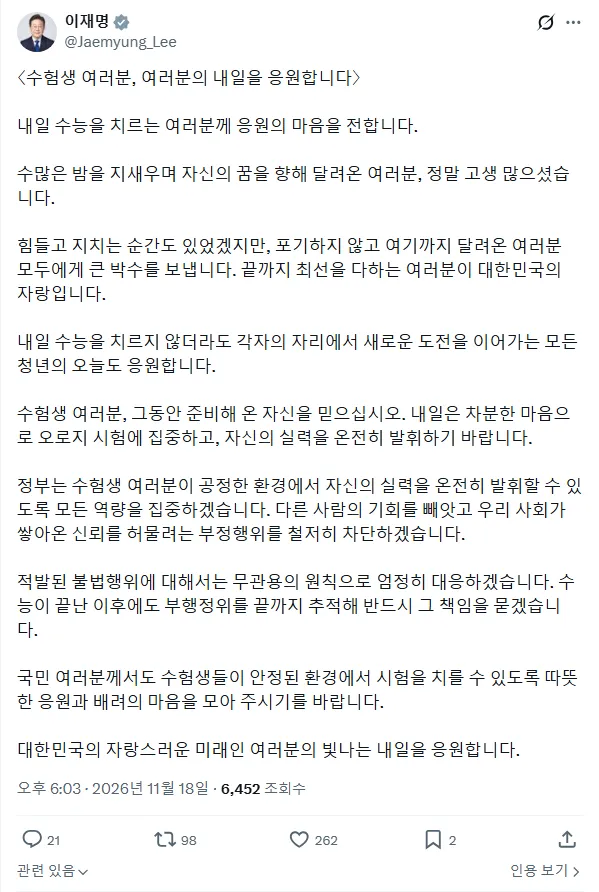 이재명
@Jaemyung_Lee
〈수험생 여러분, 여러분의 내일을 응원합니다〉
내일 수능을 치르는 여러분께 응원의 마음을 전합니다.
수많은 밤을 지새우며 자신의 꿈을 향해 달려온 여러분, 정말 고생 많으셨습
니다.
힘들고 지치는 순간도 있었겠지만, 포기하지 않고 여기까지 달려온 여러분
모두에게 큰 박수를 보냅니다. 끝까지 최선을 다하는 여러분이 대한민국의
자랑입니다.
내일 수능을 치르지 않더라도 각자의 자리에서 새로운 도전을 이어가는 모든
청년의 오늘도 응원합니다.
수험생 여러분, 그동안 준비해 온 자신을 믿으십시오. 내일은 차분한 마음으
로 오로지 시험에 집중하고, 자신의 실력을 온전히 발휘하기 바랍니다.
정부는 수험생 여러분이 공정한 환경에서 자신의 실력을 온전히 발휘할 수 있
도록 모든 역량을 집중하겠습니다. 다른 사람의 기회를 빼앗고 우리 사회가
쌓아온 신뢰를 허물려는 부정행위를 철저히 차단하겠습니다.
적발된 불법행위에 대해서는 무관용의 원칙으로 엄정히 대응하겠습니다. 수
능이 끝난 이후에도 부행정위를 끝까지 추적해 반드시 그 책임을 묻겠습니
다.
국민 여러분께서도 수험생들이 안정된 환경에서 시험을 치를 수 있도록 따뜻
한 응원과 배려의 마음을 모아 주시기를 바랍니다.
대한민국의 자랑스러운 미래인 여러분의 빛나는 내일을 응원합니다.
오후 6:03 · 2026년 11월 18일 · 6,452 조회수
21 98 262 2
관련 있음 인용 보기